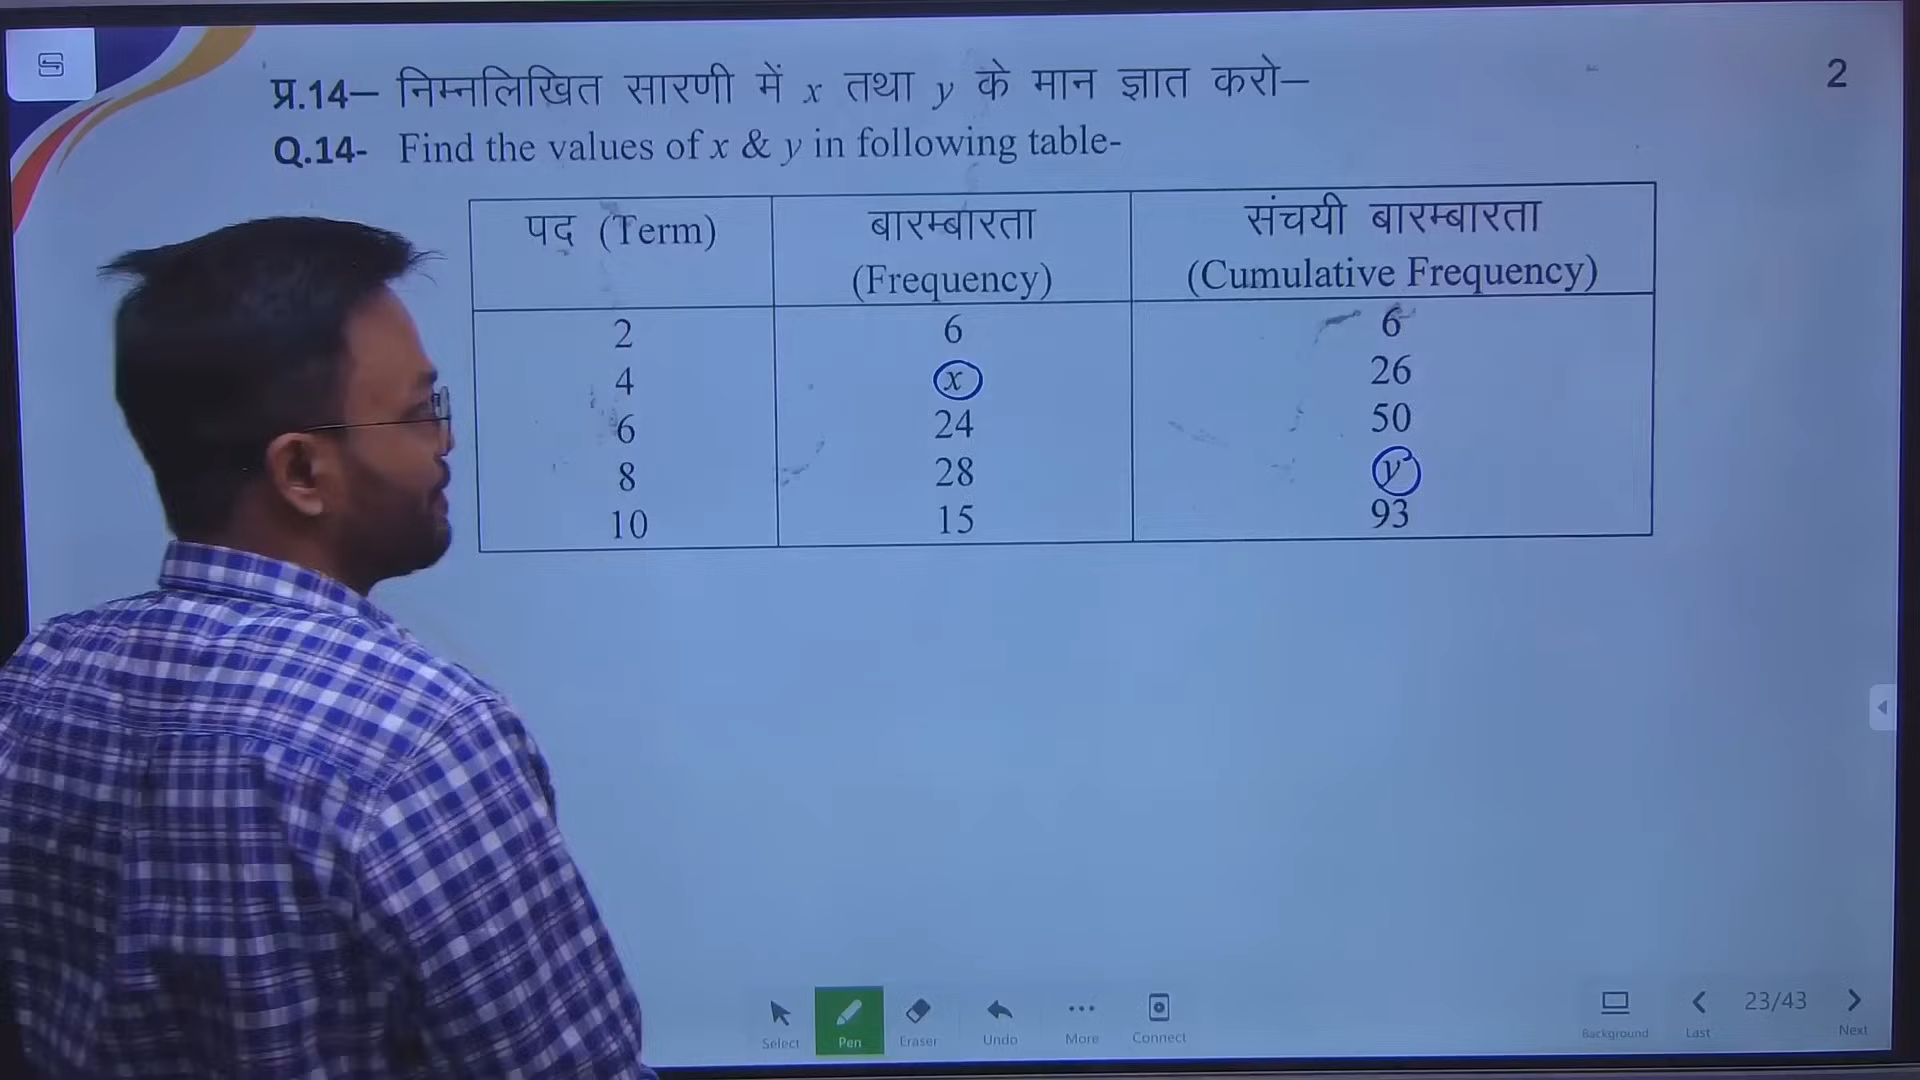 प्र.14– निम्नलिखित सारणी में x तथा y के मान ज्ञात करो–
2
Q.14- Find the values of x & y in following table-
पद (Term) बारम्बारता (Frequency) संचयी बारम्बारता (Cumulative Frequency)
2 6 6
4 x 26
6 24 50
8 28 y
10 15 93
Select Pen Eraser Undo More Connect Background Last 23/43 Next